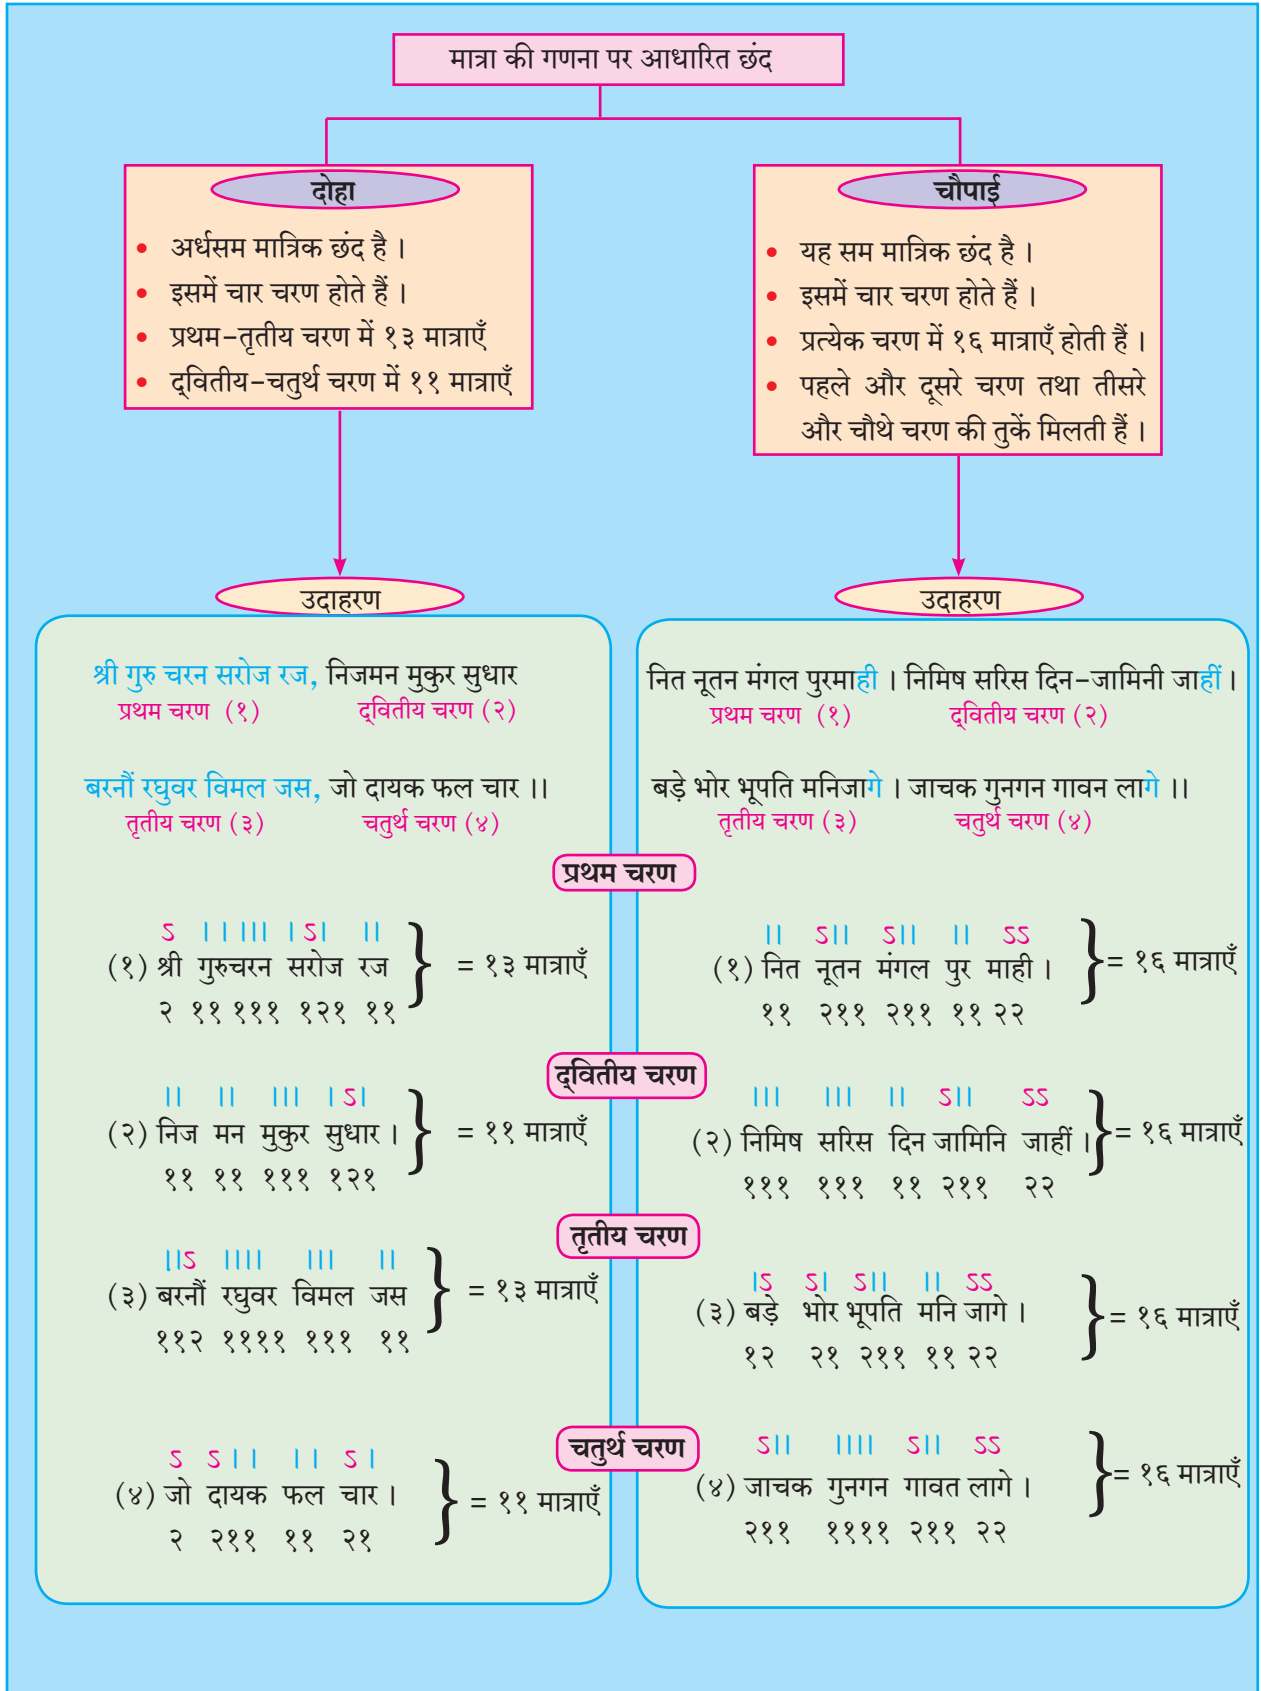 मात्रा की गणना पर आधारित छंद
दोहा
• अर्धसम मात्रिक छंद है ।
• इसमें चार चरण होते हैं ।
• प्रथम-तृतीय चरण में १३ मात्राएँ
• द्‌वितीय-चतुर्थ चरण में ११ मात्राएँ
चौपाई
• यह सम मात्रिक छंद है ।
• इसमें चार चरण होते हैं ।
• प्रत्येक चरण में १६ मात्राएँ होती हैं ।
• पहले और दूसरे चरण तथा तीसरे
और चौथे चरण की तुकें मिलती हैं ।
उदाहरण
श्री गुरु चरन सरोज रज, निजमन मुकुर सुधार
प्रथम चरण (१) द्‌वितीय चरण (२)
बरनौं रघुवर विमल जस, जो दायक फल चार ।।
तृतीय चरण (३) चतुर्थ चरण (४)
उदाहरण
नित नूतन मंगल पुरमाही । निमिष सरिस दिन-जामिनी जाहीं ।
प्रथम चरण (१) द्‌वितीय चरण (२)
बड़े भोर भूपति मनिजागे । जाचक गुनगन गावन लागे ।।
तृतीय चरण (३) चतुर्थ चरण (४)
प्रथम चरण
ऽ ।। ।।। ।ऽ। ।।
(१) श्री गुरुचरन सरोज रज } = १३ मात्राएँ
२ ११ १११ १२१ ११
।। ऽ।। ऽ।। ।। ऽऽ
(१) नित नूतन मंगल पुर माही । } = १६ मात्राएँ
११ २११ २११ ११ २२
द्‌वितीय चरण
।। ।। ।।। ।ऽ।
(२) निज मन मुकुर सुधार । } = ११ मात्राएँ
११ ११ १११ १२१
।।। ।।। ।। ऽ।। ऽऽ
(२) निमिष सरिस दिन जामिनि जाहीं । } = १६ मात्राएँ
१११ १११ ११ २११ २२
तृतीय चरण
।।ऽ ।।।। ।।। ।।
(३) बरनौं रघुवर विमल जस } = १३ मात्राएँ
११२ ११११ १११ ११
।ऽ ऽ। ऽ।। ।। ऽऽ
(३) बड़े भोर भूपति मनि जागे । } = १६ मात्राएँ
१२ २१ २११ ११ २२
चतुर्थ चरण
ऽ ऽ।। ।। ऽ।
(४) जो दायक फल चार । } = ११ मात्राएँ
२ २११ ११ २१
ऽ।। ।।।। ऽ।। ऽऽ
(४) जाचक गुनगन गावत लागे । } = १६ मात्राएँ
२११ ११११ २११ २२